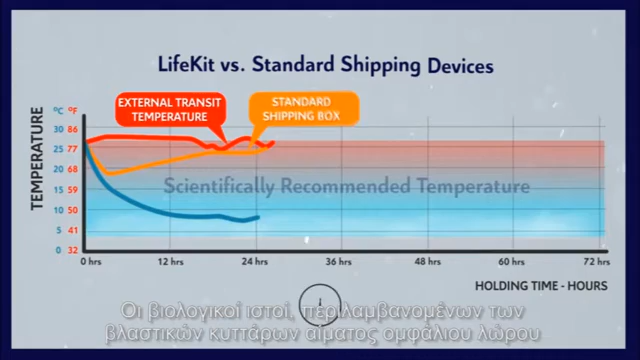 LifeKit vs. Standard Shipping Devices
EXTERNAL TRANSIT
TEMPERATURE
STANDARD
SHIPPING BOX
TEMPERATURE
°C °F
30 86
25 77
20 68
15 59
10 50
5 41
0 32
Scientifically Recommended Temperature
0 hrs 12 hrs 24 hrs 36 hrs 48 hrs 60 hrs 72 hrs
HOLDING TIME - HOURS
Οι βιολογικοί ιστοί, περιλαμβανομένων των
βλαστικών κυττάρων αίματος ομφάλιου λώρου